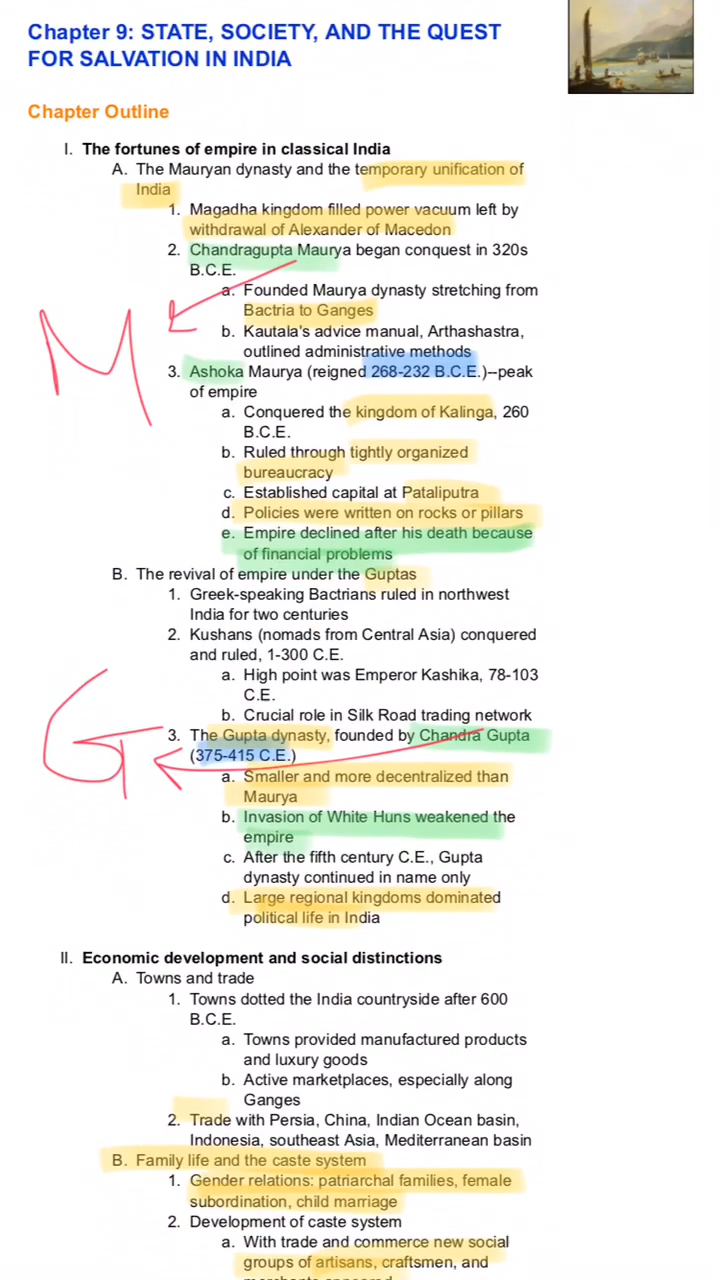 Chapter 9: STATE, SOCIETY, AND THE QUEST
FOR SALVATION IN INDIA
Chapter Outline
I. The fortunes of empire in classical India
A. The Mauryan dynasty and the temporary unification of
India
1. Magadha kingdom filled power vacuum left by
withdrawal of Alexander of Macedon
2. Chandragupta Maurya began conquest in 320s
B.C.E.
a. Founded Maurya dynasty stretching from
Bactria to Ganges
b. Kautala's advice manual, Arthashastra,
outlined administrative methods
M
3. Ashoka Maurya (reigned 268-232 B.C.E.)--peak
of empire
a. Conquered the kingdom of Kalinga, 260
B.C.E.
b. Ruled through tightly organized
bureaucracy
c. Established capital at Pataliputra
d. Policies were written on rocks or pillars
e. Empire declined after his death because
of financial problems
B. The revival of empire under the Guptas
1. Greek-speaking Bactrians ruled in northwest
India for two centuries
2. Kushans (nomads from Central Asia) conquered
and ruled, 1-300 C.E.
a. High point was Emperor Kashika, 78-103
C.E.
b. Crucial role in Silk Road trading network
G
3. The Gupta dynasty, founded by Chandra Gupta
(375-415 C.E.)
a. Smaller and more decentralized than
Maurya
b. Invasion of White Huns weakened the
empire
c. After the fifth century C.E., Gupta
dynasty continued in name only
d. Large regional kingdoms dominated
political life in India
II. Economic development and social distinctions
A. Towns and trade
1. Towns dotted the India countryside after 600
B.C.E.
a. Towns provided manufactured products
and luxury goods
b. Active marketplaces, especially along
Ganges
2. Trade with Persia, China, Indian Ocean basin,
Indonesia, southeast Asia, Mediterranean basin
B. Family life and the caste system
1. Gender relations: patriarchal families, female
subordination, child marriage
2. Development of caste system
a. With trade and commerce new social
groups of artisans, craftsmen, and
merchants appeared